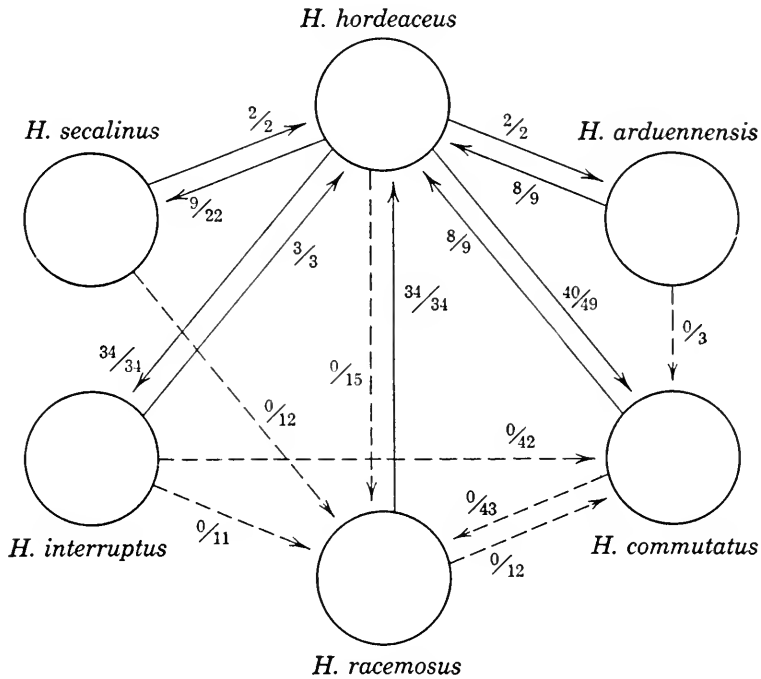 H. hordeaceus
H. secalinus
2/2
2/2
H. arduennensis
9/22
8/9
3/3
8/9
34/34
40/49
34/34
0/15
0/3
0/12
0/42
0/43
0/11
H. interruptus
H. commutatus
0/12
H. racemosus